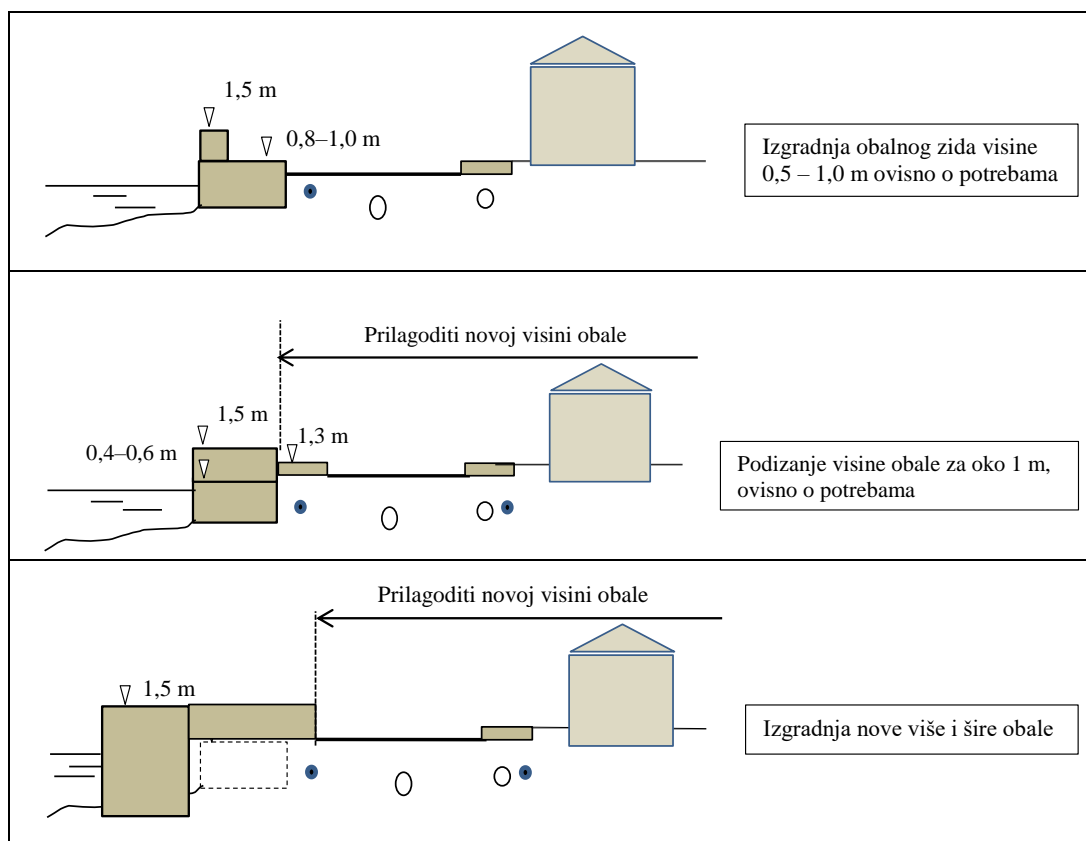 1,5 m
0,8–1,0 m
Izgradnja obalnog zida visine
0,5 – 1,0 m ovisno o potrebama
Prilagoditi novoj visini obale
1,5 m
1,3 m
0,4–0,6 m
Podizanje visine obale za oko 1 m,
ovisno o potrebama
Prilagoditi novoj visini obale
1,5 m
Izgradnja nove više i šire obale